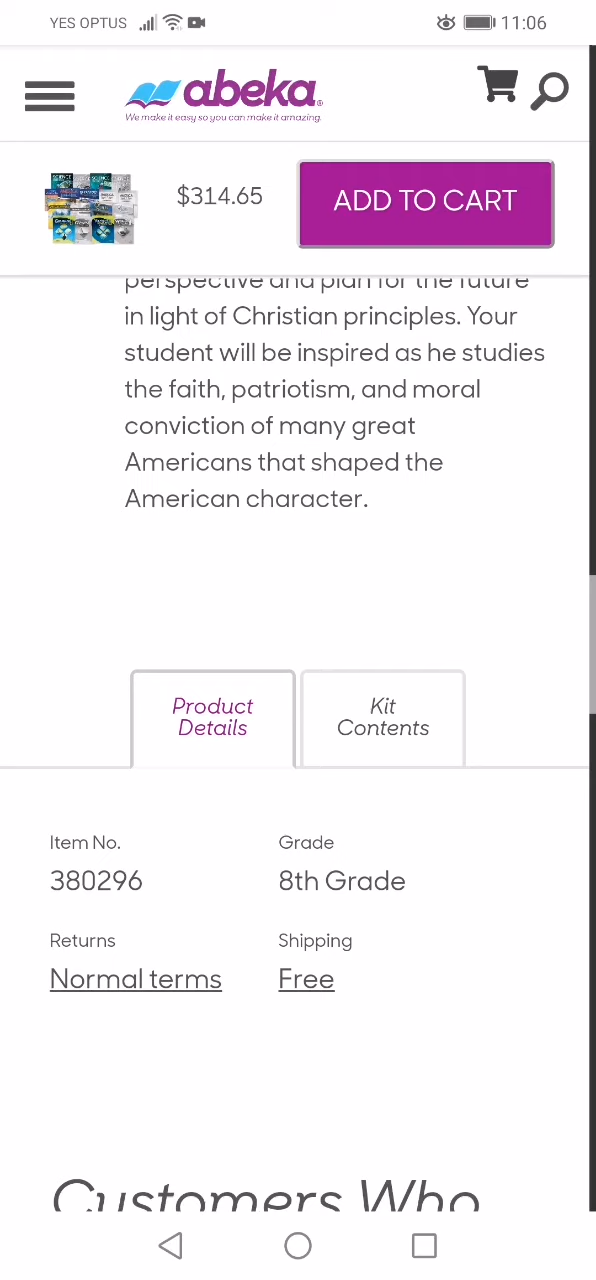 YES OPTUS 11:06
abeka
We make it easy so you can make it amazing.
$314.65 ADD TO CART
perspective and plan for the future
in light of Christian principles. Your
student will be inspired as he studies
the faith, patriotism, and moral
conviction of many great
Americans that shaped the
American character.
Product Details
Kit Contents
Item No. Grade
380296 8th Grade
Returns Shipping
Normal terms Free
Customers Who